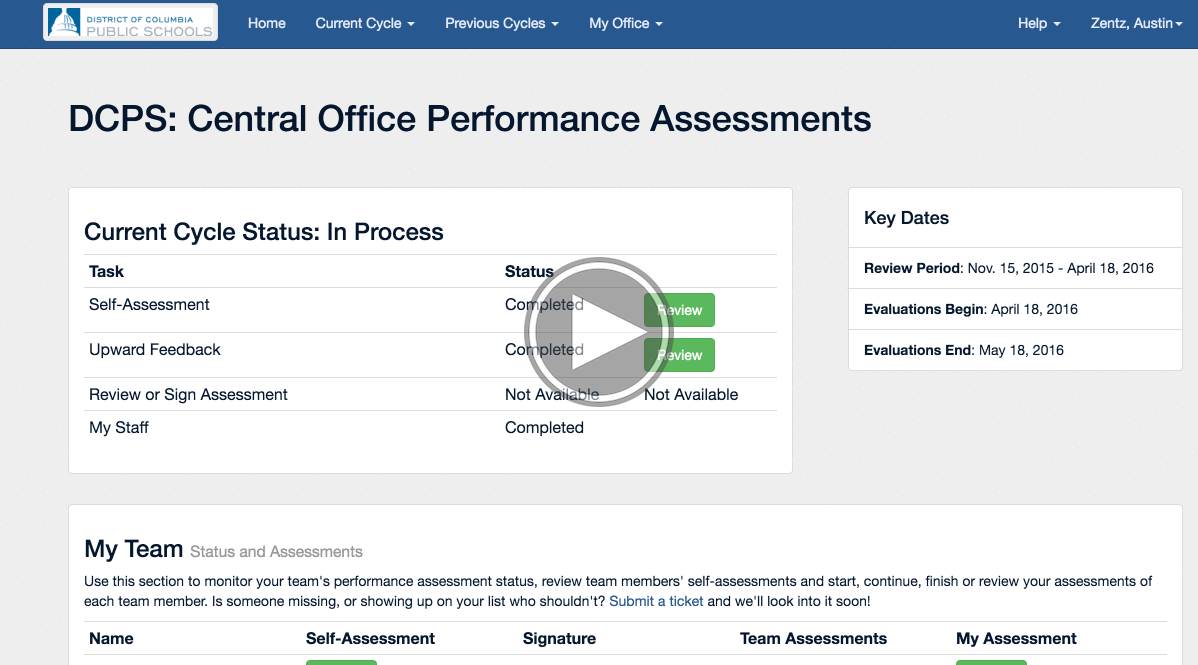 DISTRICT OF COLUMBIA
PUBLIC SCHOOLS
Home Current Cycle Previous Cycles My Office Help Zentz, Austin
DCPS: Central Office Performance Assessments
Current Cycle Status: In Process
Task Status
Self-Assessment Completed Review
Upward Feedback Completed Review
Review or Sign Assessment Not Available Not Available
My Staff Completed
Key Dates
Review Period: Nov. 15, 2015 - April 18, 2016
Evaluations Begin: April 18, 2016
Evaluations End: May 18, 2016
My Team Status and Assessments
Use this section to monitor your team's performance assessment status, review team members' self-assessments and start, continue, finish or review your assessments of
each team member. Is someone missing, or showing up on your list who shouldn't? Submit a ticket and we'll look into it soon!
Name Self-Assessment Signature Team Assessments My Assessment